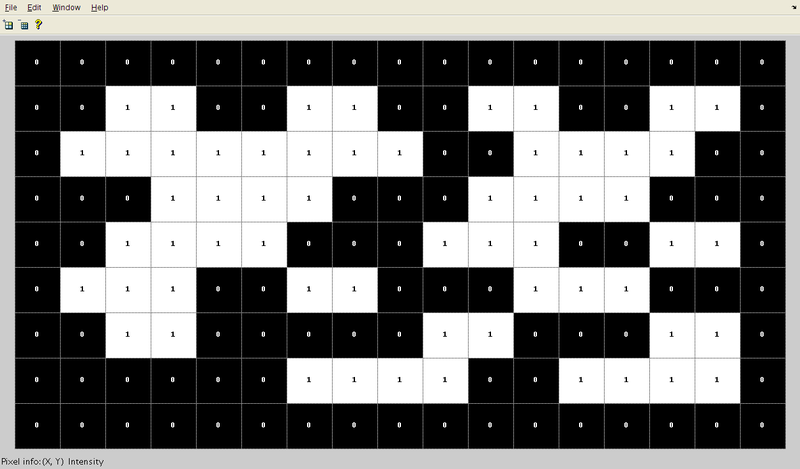 File Edit Window Help
0 0 0 0 0 0 0 0 0 0 0 0 0 0 0 0 0
0 0 1 1 0 0 1 1 0 0 1 1 0 0 1 1 0
0 1 1 1 1 1 1 1 1 0 0 1 1 1 1 0 0
0 0 0 1 1 1 1 0 0 0 1 1 1 1 0 0 0
0 0 1 1 1 1 0 0 0 1 1 1 0 0 1 1 0
0 1 1 1 0 0 1 1 0 0 0 1 1 1 0 0 0
0 0 1 1 0 0 0 0 0 1 1 0 0 0 1 1 0
0 0 0 0 0 0 1 1 1 1 0 0 1 1 1 1 0
0 0 0 0 0 0 0 0 0 0 0 0 0 0 0 0 0
Pixel info: (X, Y) Intensity